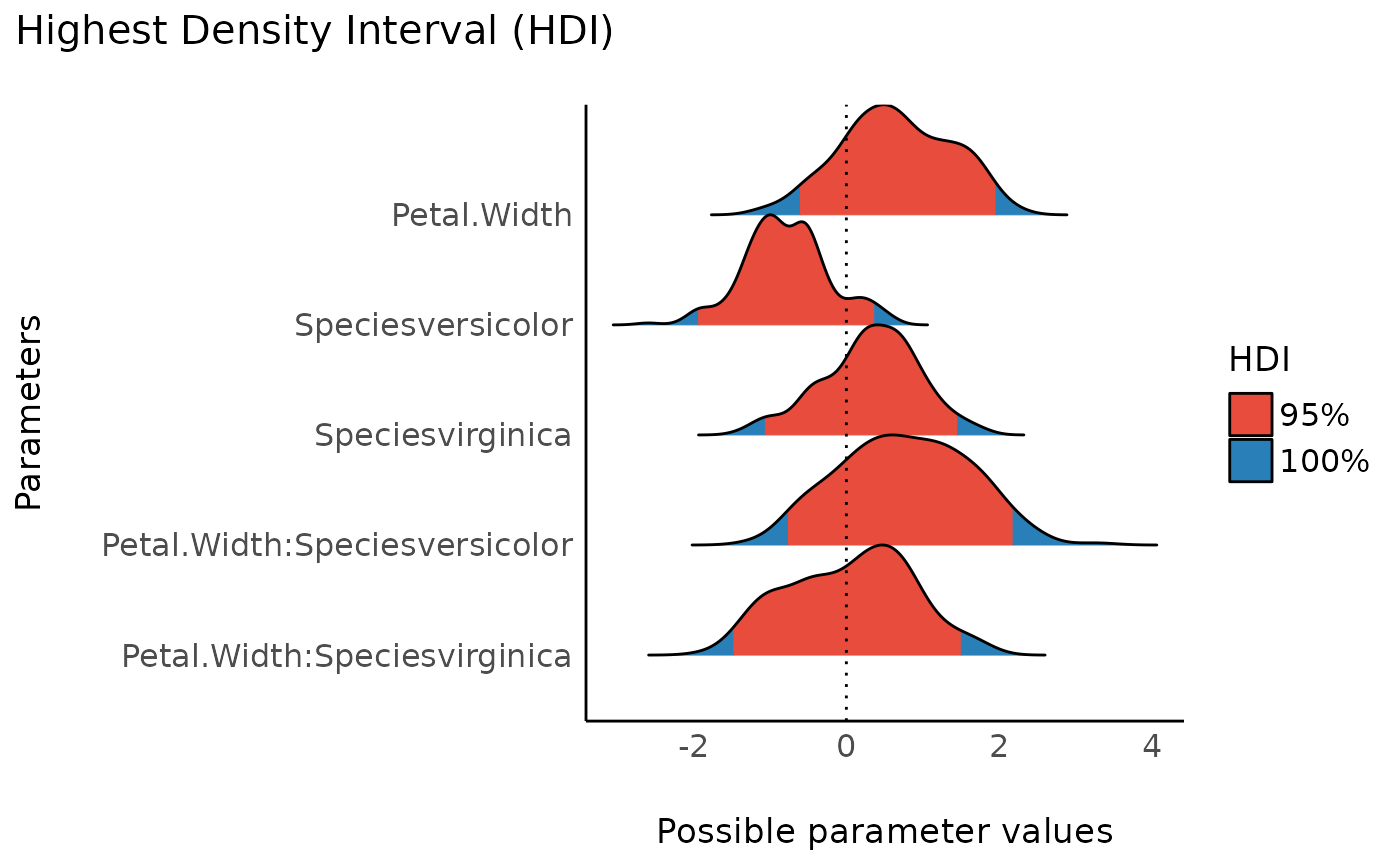 Highest Density Interval (HDI)
Parameters
Petal.Width
Speciesversicolor
Speciesvirginica
Petal.Width:Speciesversicolor
Petal.Width:Speciesvirginica
-2 0 2 4
Possible parameter values
HDI
95%
100%